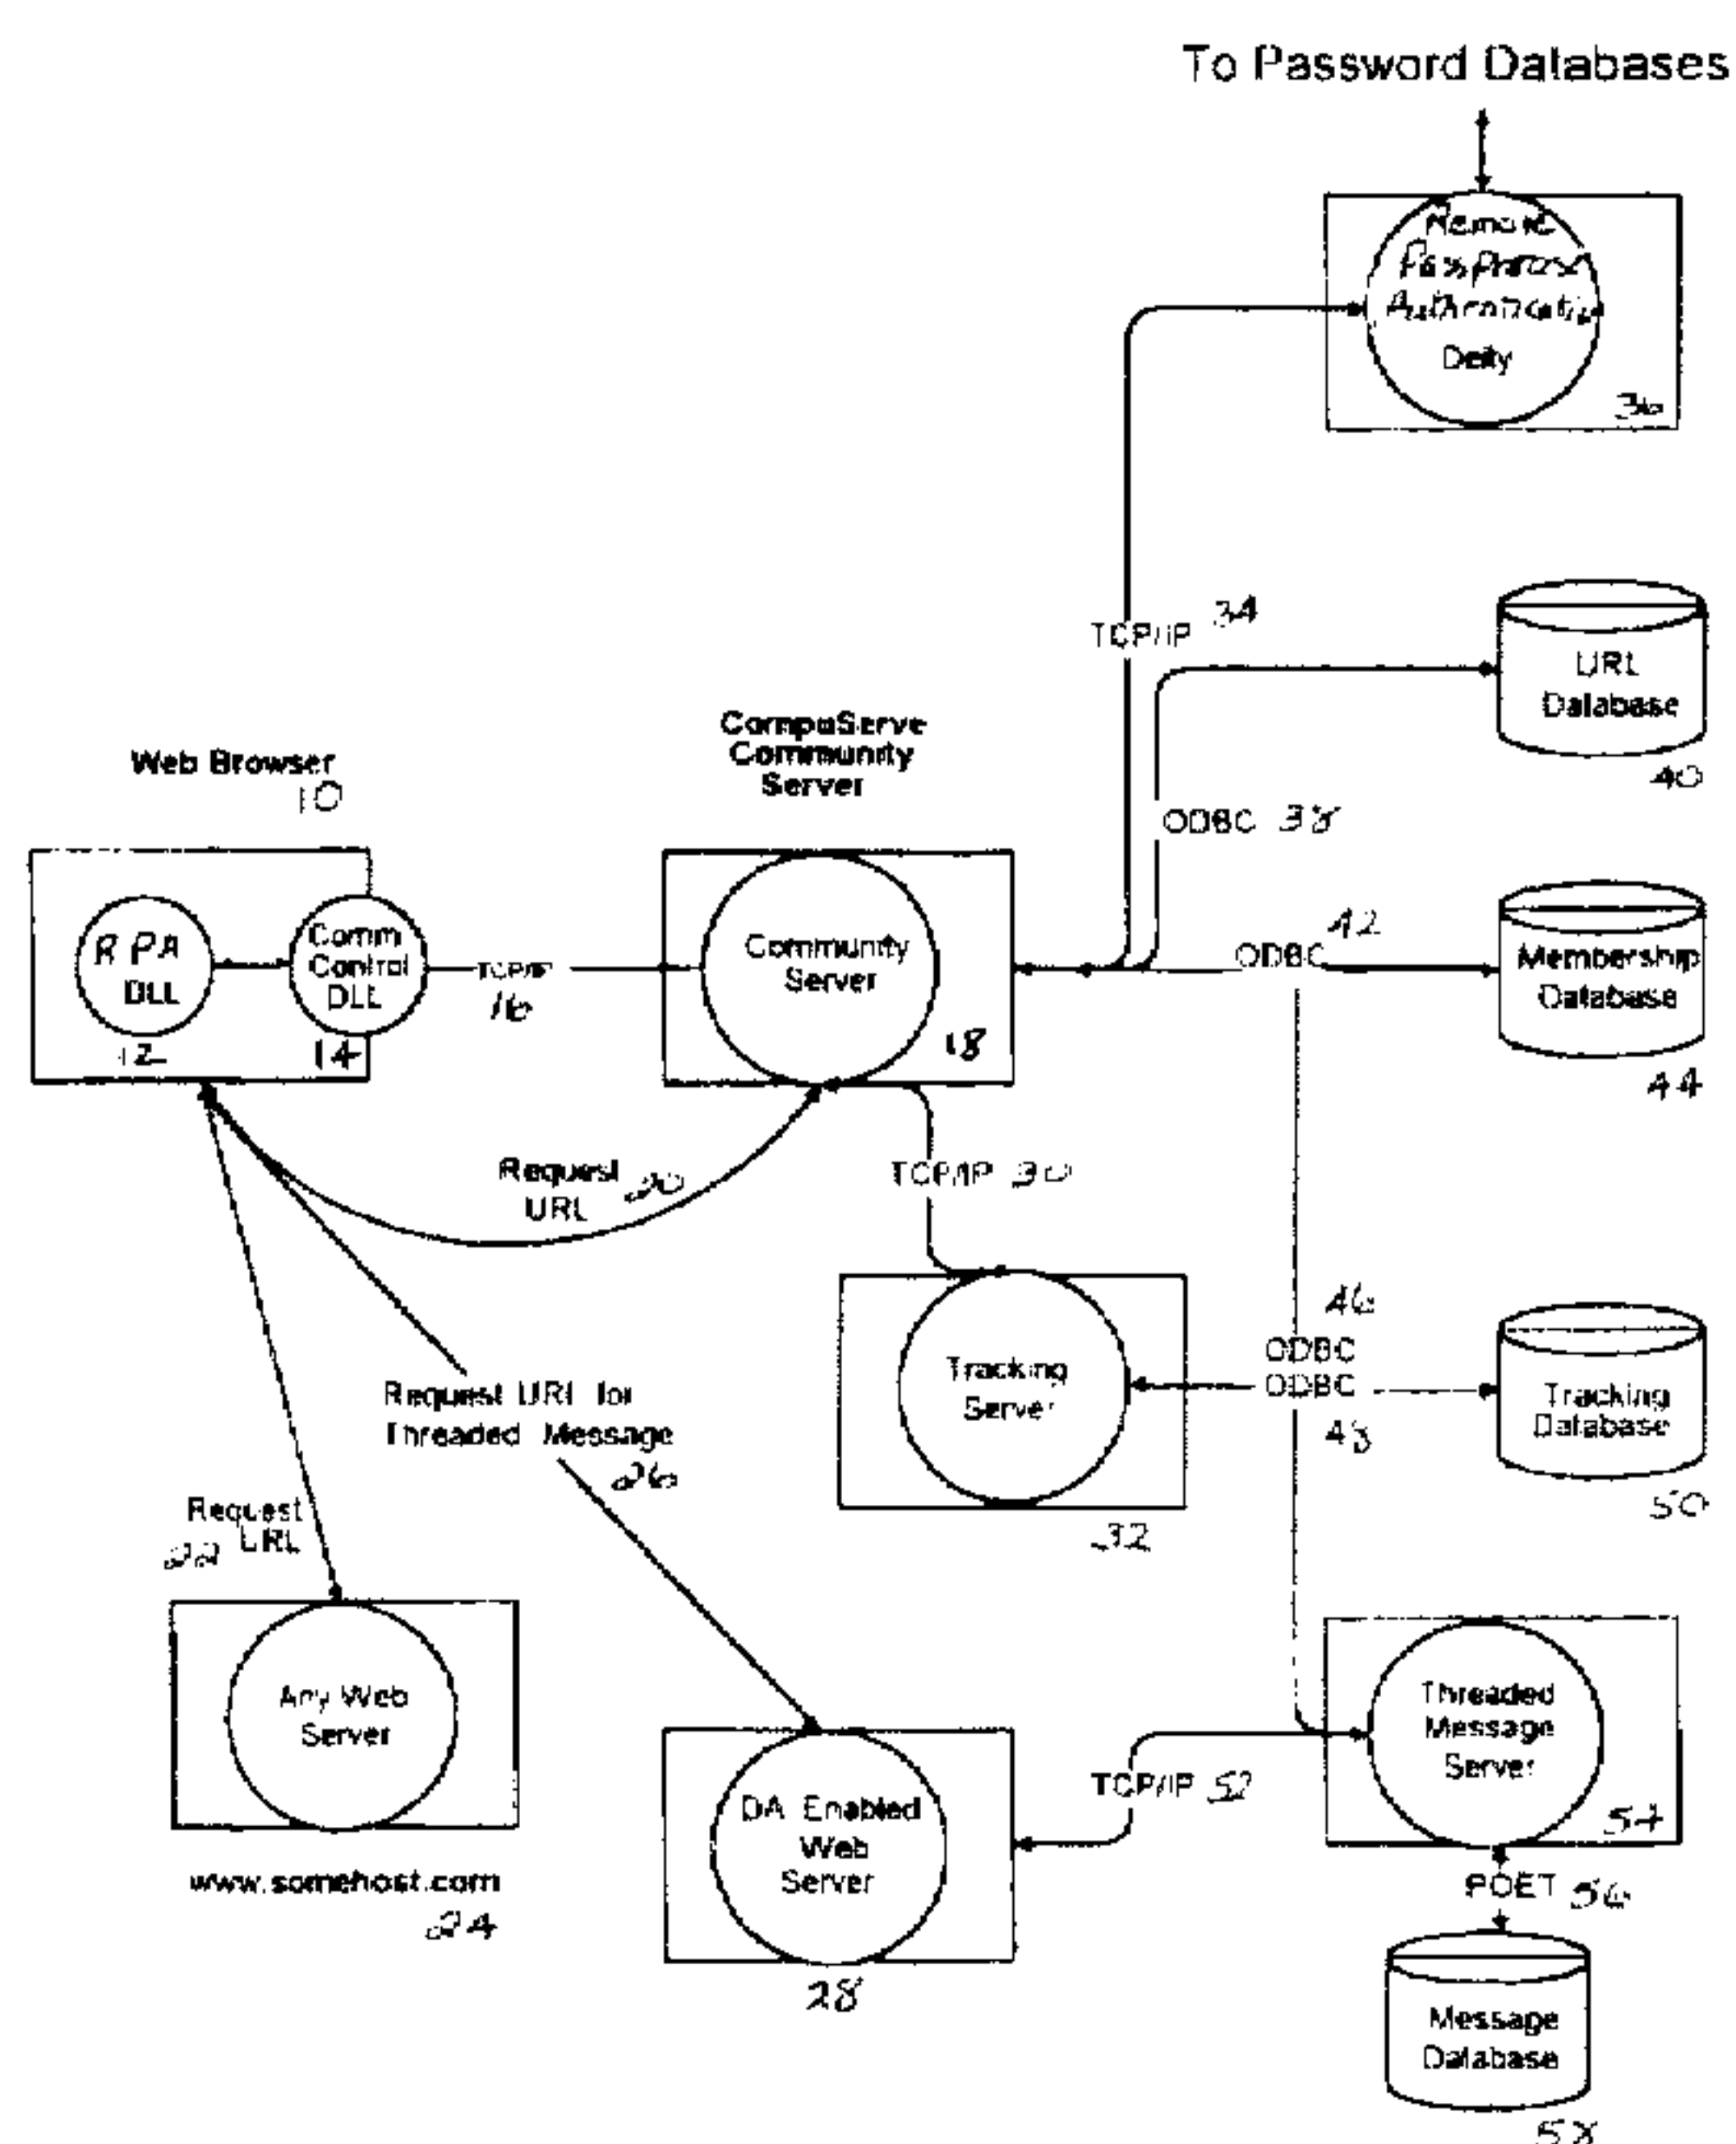 To Password Databases
Remote
Passphrase
Authentication
Deity
36
TCP/IP 34
URL
Database
40
ODBC 38
CompuServe
Community
Server
Web Browser
10
RPA
DLL
12
Comm
Control
DLL
14
TCP/IP
16
Community
Server
18
42
ODBC
Membership
Database
44
Request 20
URL
TCP/IP 30
Tracking
Server
32
46
ODBC
ODBC
48
Tracking
Database
50
Request URL for
Threaded Message
26
Request
22 URL
Any Web
Server
www.somehost.com
24
DA Enabled
Web
Server
28
TCP/IP 52
Threaded
Message
Server
54
POET 56
Message
Database
58